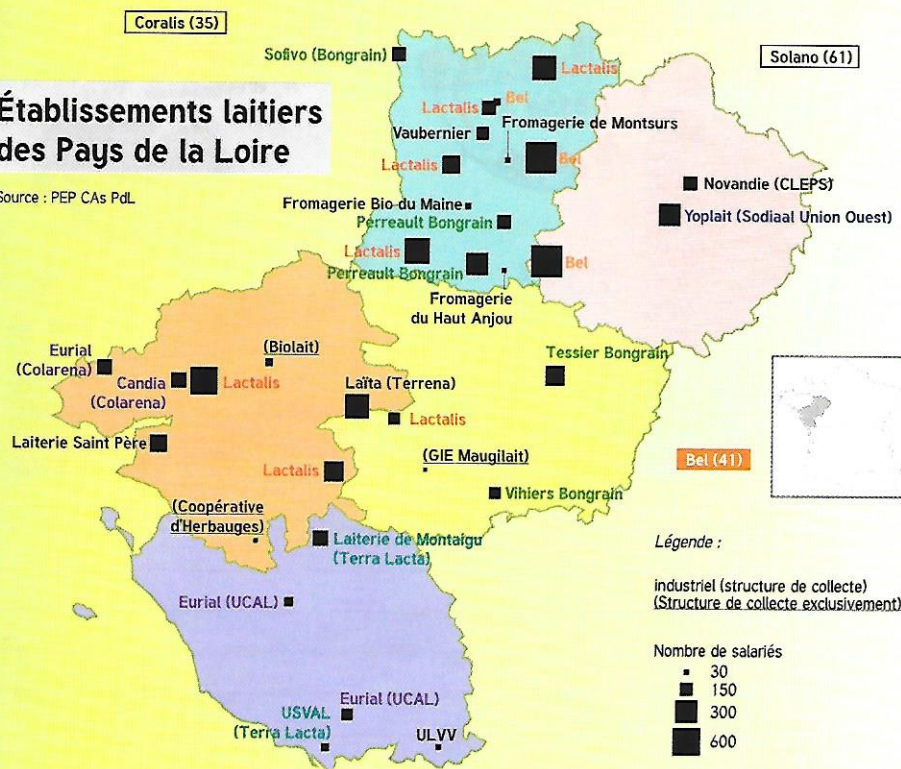 Coralis (35)
Sofivo (Bongrain)
Lactalis
Solano (61)
Établissements laitiers
des Pays de la Loire
Source : PEP CAs PdL
Bel
Lactalis
Fromagerie de Montsurs
Vaubernier
Lactalis
Bel
Novandie (CLEPS)
Fromagerie Bio du Maine
Yoplait (Sodiaal Union Ouest)
Perreault Bongrain
Lactalis
Perreault Bongrain
Bel
Fromagerie
du Haut Anjou
Eurial
(Colarena)
(Biolait)
Tessier Bongrain
Candia
(Colarena)
Lactalis
Laïta (Terrena)
Lactalis
Laiterie Saint Père
Lactalis
(GIE Maugilait)
Bel (41)
Vihiers Bongrain
(Coopérative
d'Herbauges)
Laiterie de Montaigu
(Terra Lacta)
Légende :
industriel (structure de collecte)
(Structure de collecte exclusivement)
Eurial (UCAL)
Nombre de salariés
30
150
300
600
Eurial (UCAL)
USVAL
(Terra Lacta)
ULVV